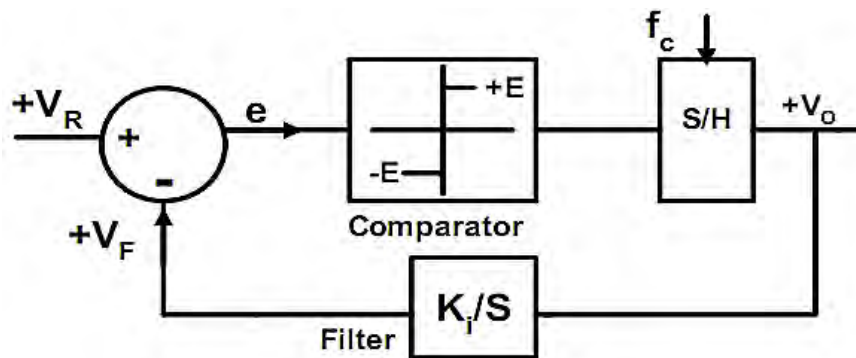 f_c
+V_R
+
e
+E
S/H
+V_o
-E
-
+V_F
Comparator
K_i/S
Filter